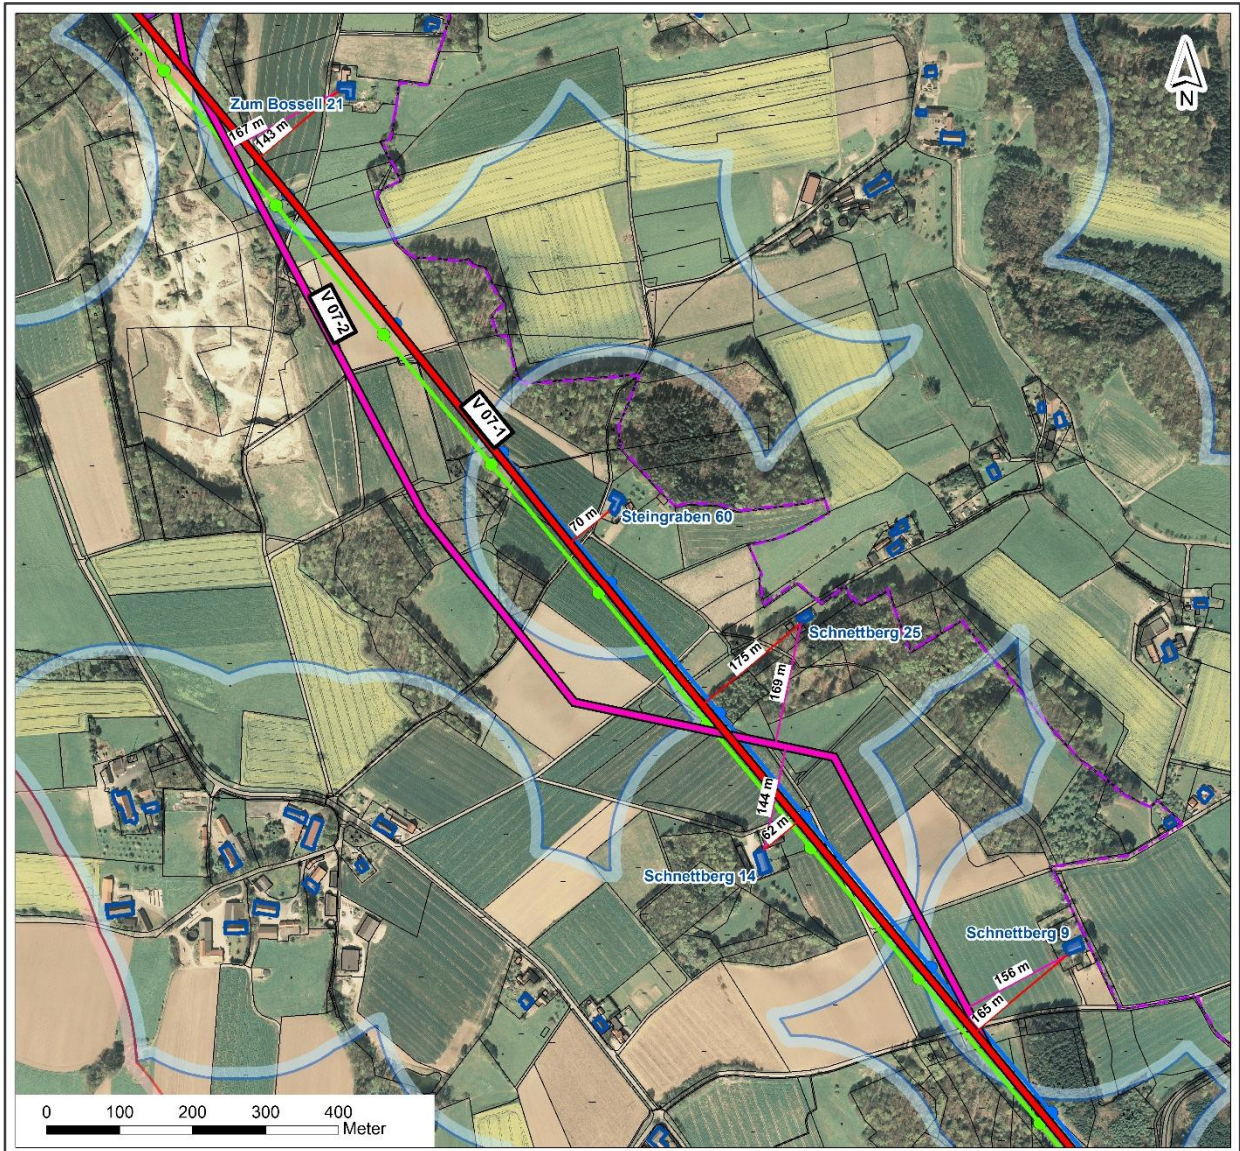 N
Zum Bossell 21
167 m
143 m
V 07-2
V 07-1
70 m
Steingraben 60
Schnettberg 25
175 m
169 m
144 m
62 m
Schnettberg 14
Schnettberg 9
156 m
165 m
0 100 200 300 400
Meter